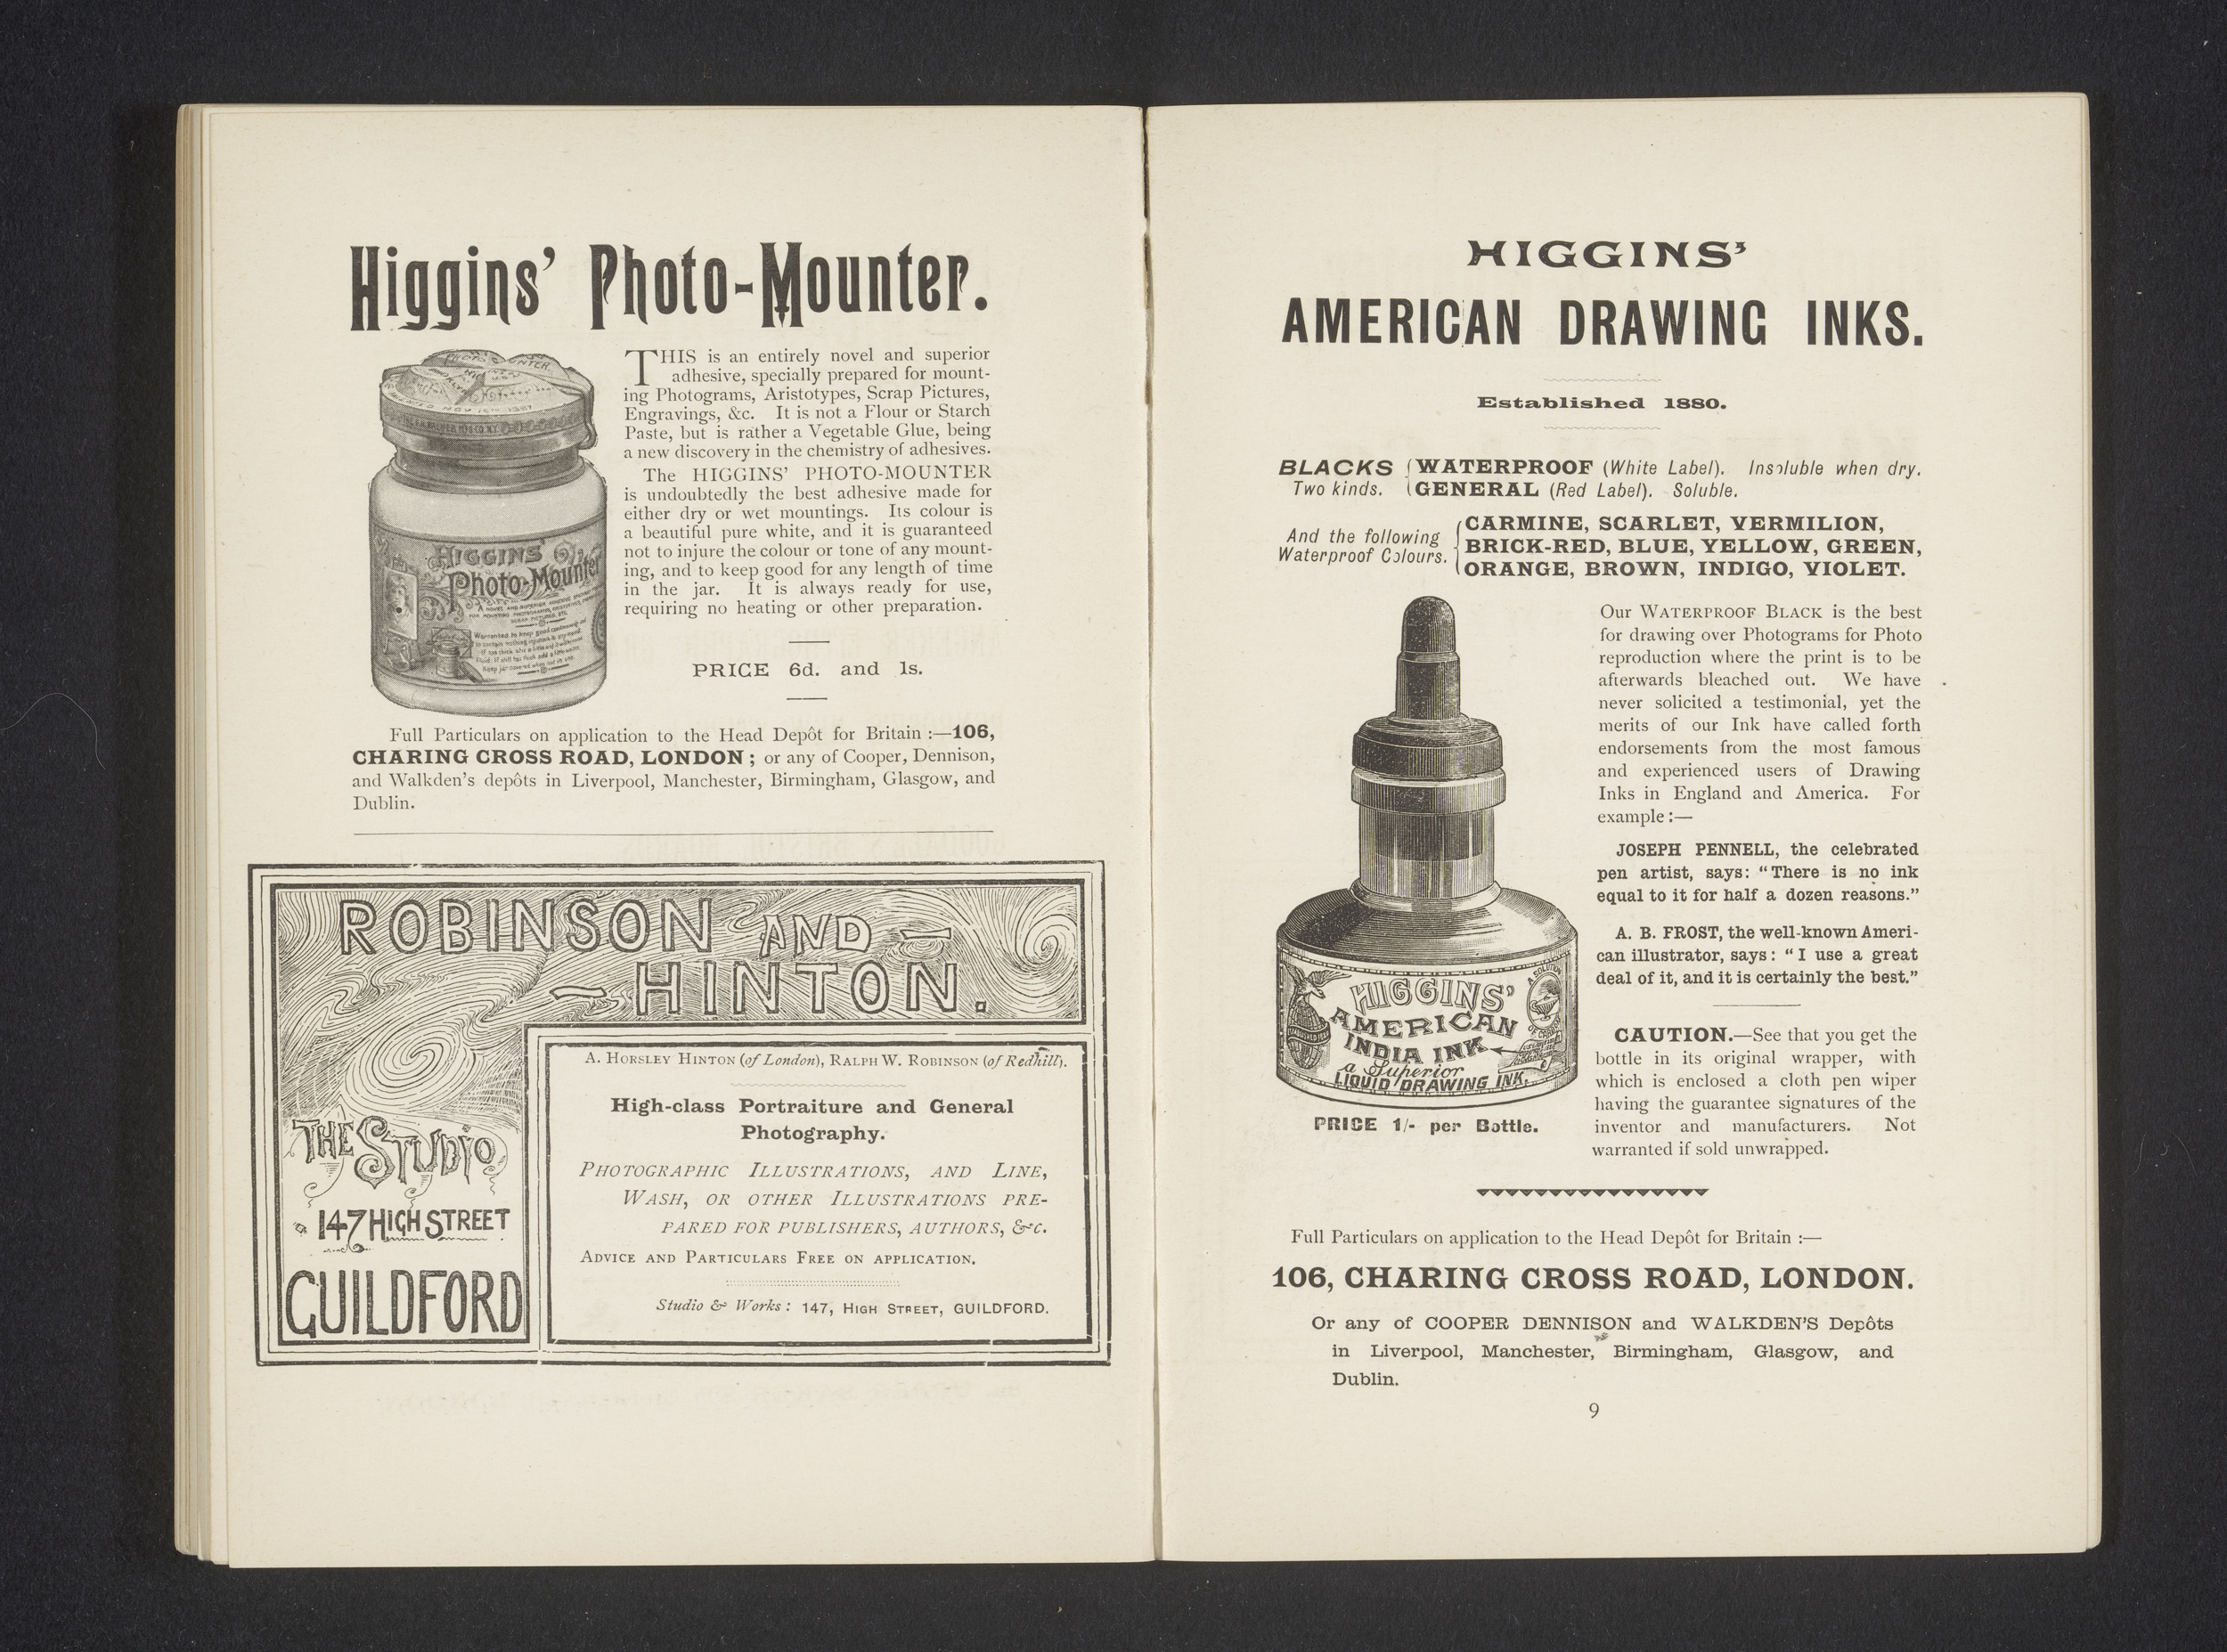 Higgins' Photo-Mounter.
HIGGINS'
Photo-Mounter
THIS is an entirely novel and superior
adhesive, specially prepared for mount-
ing Photograms, Aristotypes, Scrap Pictures,
Engravings, &c. It is not a Flour or Starch
Paste, but is rather a Vegetable Glue, being
a new discovery in the chemistry of adhesives.
The HIGGINS' PHOTO-MOUNTER
is undoubtedly the best adhesive made for
either dry or wet mountings. Its colour is
a beautiful pure white, and it is guaranteed
not to injure the colour or tone of any mount-
ing, and to keep good for any length of time
in the jar. It is always ready for use,
requiring no heating or other preparation.
PRICE 6d. and 1s.
Full Particulars on application to the Head Depôt for Britain :—106,
CHARING CROSS ROAD, LONDON ; or any of Cooper, Dennison,
and Walkden's depôts in Liverpool, Manchester, Birmingham, Glasgow, and
Dublin.
ROBINSON AND
HINTON.
THE STUDIO
147 HIGH STREET
GUILDFORD
A. HORSLEY HINTON (of London), RALPH W. ROBINSON (of Redhill).
High-class Portraiture and General
Photography.
PHOTOGRAPHIC ILLUSTRATIONS, AND LINE,
WASH, OR OTHER ILLUSTRATIONS PRE-
PARED FOR PUBLISHERS, AUTHORS, &c.
ADVICE AND PARTICULARS FREE ON APPLICATION.
Studio & Works : 147, HIGH STREET, GUILDFORD.
HIGGINS'
AMERICAN DRAWING INKS.
Established 1880.
BLACKS WATERPROOF (White Label). Insoluble when dry.
Two kinds. GENERAL (Red Label). Soluble.
And the following Waterproof Colours. CARMINE, SCARLET, VERMILION,
BRICK-RED, BLUE, YELLOW, GREEN,
ORANGE, BROWN, INDIGO, VIOLET.
HIGGINS'
AMERICAN
INDIA INK
a Superior
LIQUID DRAWING INK.
PRICE 1/- per Bottle.
Our WATERPROOF BLACK is the best
for drawing over Photograms for Photo
reproduction where the print is to be
afterwards bleached out. We have
never solicited a testimonial, yet the
merits of our Ink have called forth
endorsements from the most famous
and experienced users of Drawing
Inks in England and America. For
example :—
JOSEPH PENNELL, the celebrated
pen artist, says: "There is no ink
equal to it for half a dozen reasons."
A. B. FROST, the well-known Ameri-
can illustrator, says: "I use a great
deal of it, and it is certainly the best."
CAUTION.—See that you get the
bottle in its original wrapper, with
which is enclosed a cloth pen wiper
having the guarantee signatures of the
inventor and manufacturers. Not
warranted if sold unwrapped.
Full Particulars on application to the Head Depôt for Britain :—
106, CHARING CROSS ROAD, LONDON.
Or any of COOPER DENNISON and WALKDEN'S Depôts
in Liverpool, Manchester, Birmingham, Glasgow, and
Dublin.
9